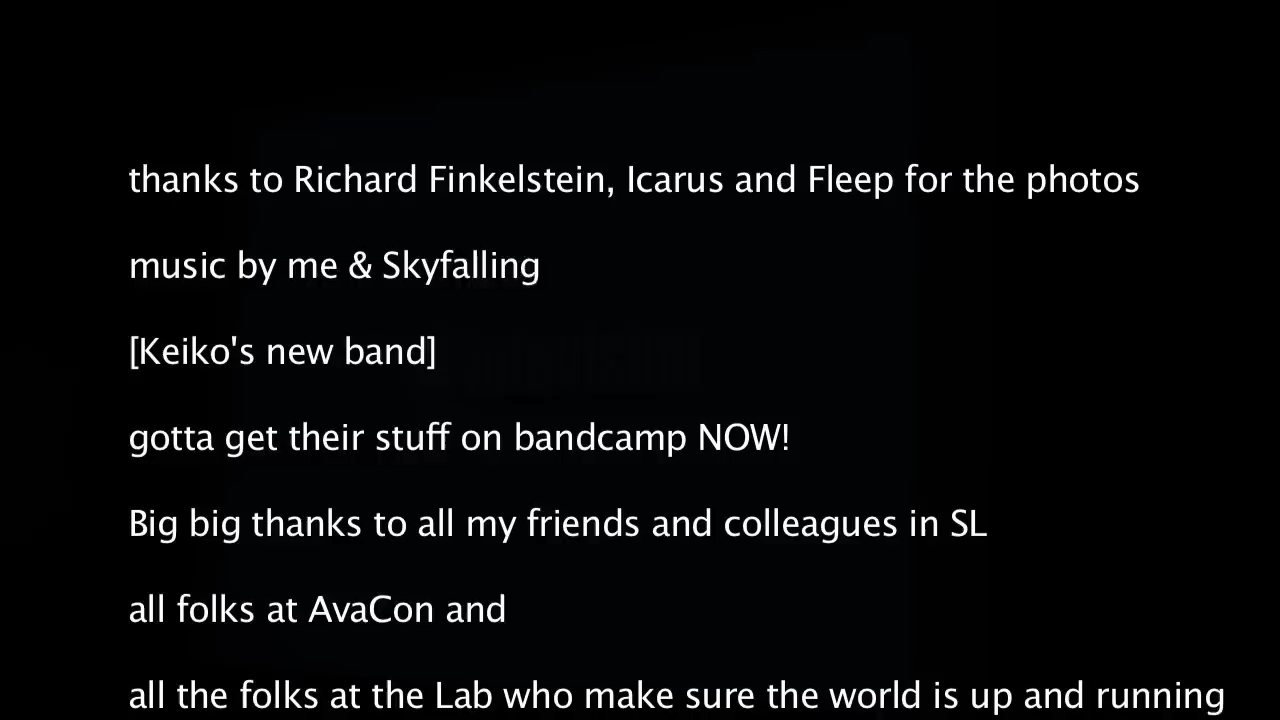 thanks to Richard Finkelstein, Icarus and Fleep for the photos
music by me & Skyfalling
[Keiko's new band]
gotta get their stuff on bandcamp NOW!
Big big thanks to all my friends and colleagues in SL
all folks at AvaCon and
all the folks at the Lab who make sure the world is up and running